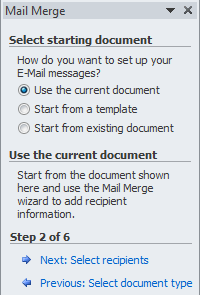 Mail Merge
Select starting document
How do you want to set up your
E-Mail messages?
Use the current document
Start from a template
Start from existing document
Use the current document
Start from the document shown
here and use the Mail Merge
wizard to add recipient
information.
Step 2 of 6
Next: Select recipients
Previous: Select document type